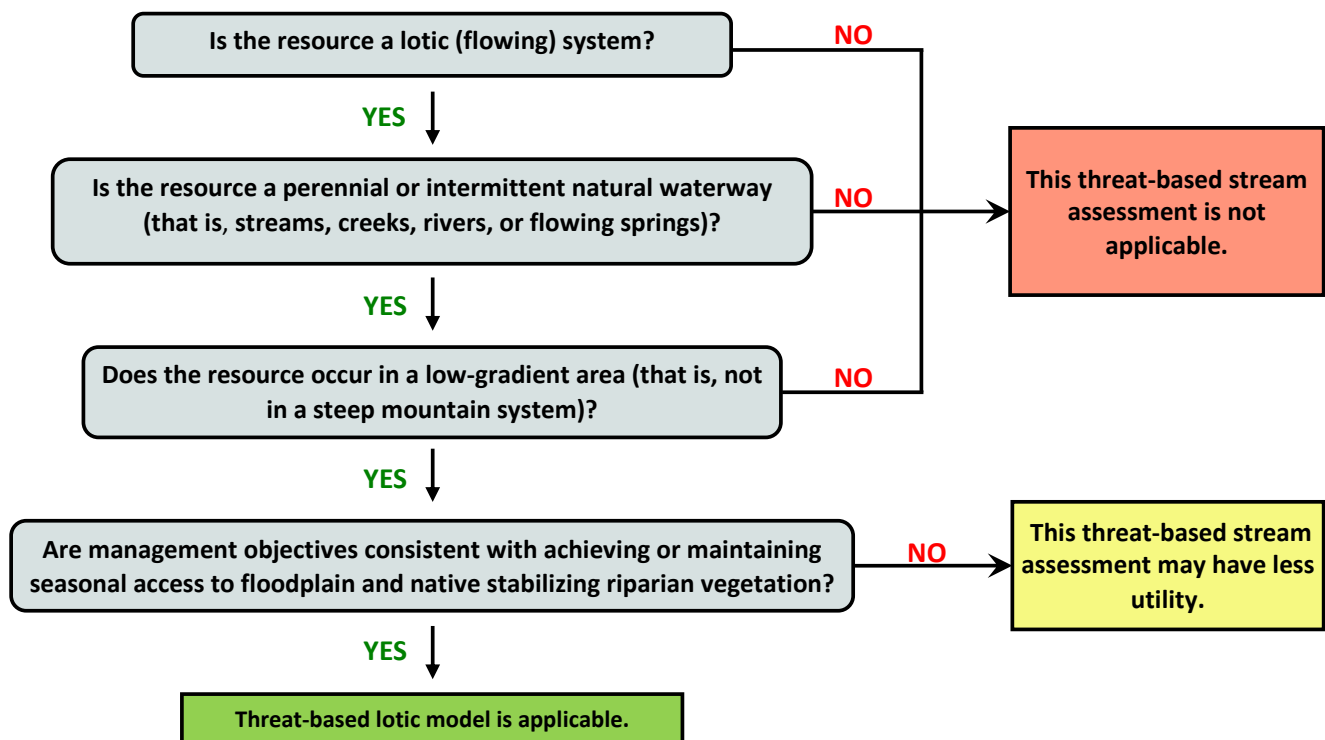 Is the resource a lotic (flowing) system?
NO
YES
Is the resource a perennial or intermittent natural waterway
(that is, streams, creeks, rivers, or flowing springs)?
NO
This threat-based stream
assessment is not
applicable.
YES
Does the resource occur in a low-gradient area (that is, not
in a steep mountain system)?
NO
YES
Are management objectives consistent with achieving or maintaining
seasonal access to floodplain and native stabilizing riparian vegetation?
NO
This threat-based stream
assessment may have less
utility.
YES
Threat-based lotic model is applicable.